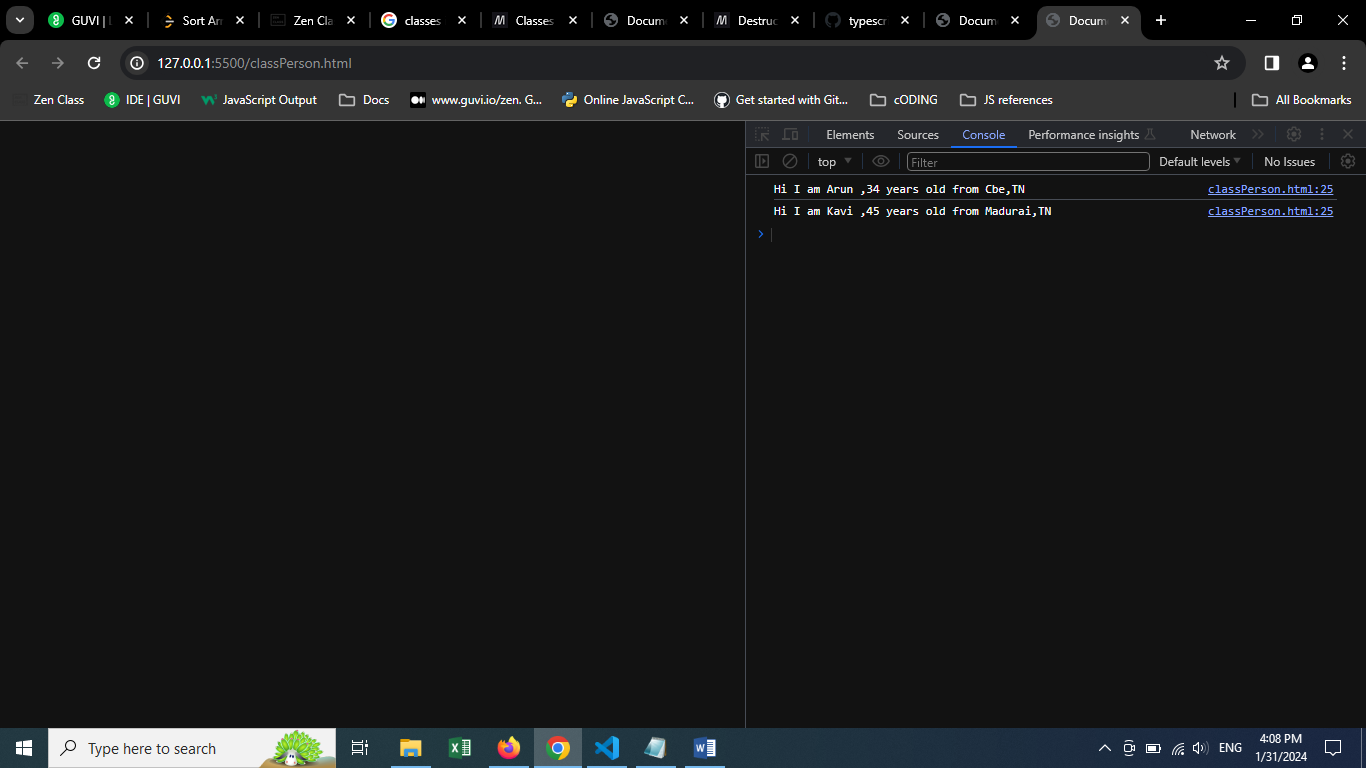 GUVI | Sort Zen Cla classes Classes Docum Destruc typescr Docum Docum
127.0.0.1:5500/classPerson.html
Zen Class IDE | GUVI JavaScript Output Docs www.guvi.io/zen. G... Online JavaScript C... Get started with Git... cODING JS references All Bookmarks
Elements Sources Console Performance insights Network
top Filter Default levels No Issues
Hi I am Arun ,34 years old from Cbe,TN classPerson.html:25
Hi I am Kavi ,45 years old from Madurai,TN classPerson.html:25
Type here to search
ENG
4:08 PM
1/31/2024